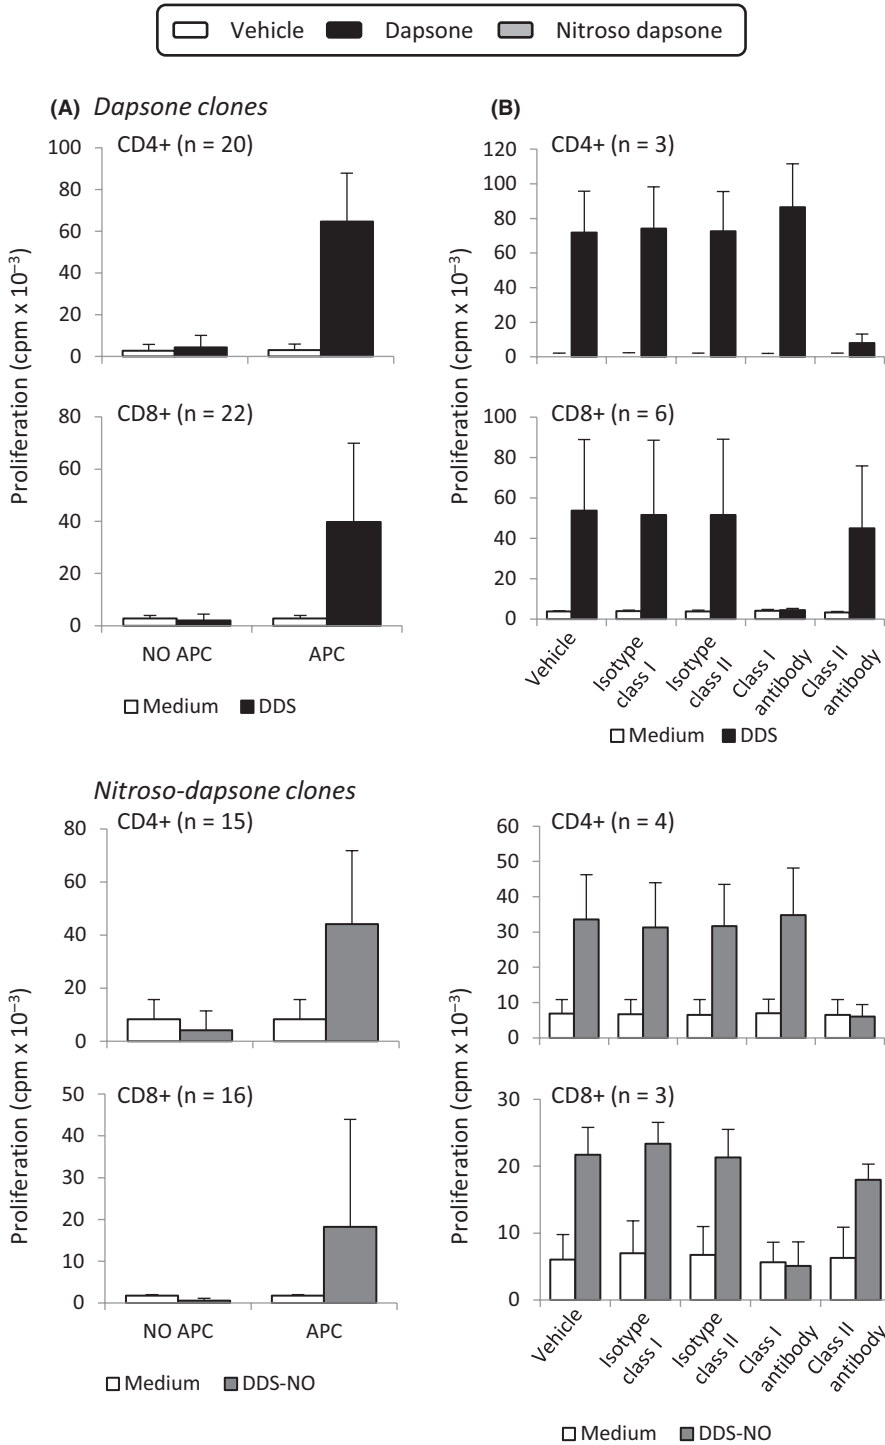 Vehicle Dapsone Nitroso dapsone
(A) Dapsone clones
Proliferation (cpm x 10⁻³)
CD4+ (n = 20)
100
80
60
40
20
0
CD8+ (n = 22)
80
60
40
20
0
NO APC APC
Medium DDS
(B)
Proliferation (cpm x 10⁻³)
CD4+ (n = 3)
120
100
80
60
40
20
0
CD8+ (n = 6)
100
80
60
40
20
0
Vehicle
Isotype
class I
Isotype
class II
Class I
antibody
Class II
antibody
Medium DDS
Nitroso-dapsone clones
Proliferation (cpm x 10⁻³)
CD4+ (n = 15)
80
60
40
20
0
CD8+ (n = 16)
50
40
30
20
10
0
NO APC APC
Medium DDS-NO
Proliferation (cpm x 10⁻³)
CD4+ (n = 4)
60
50
40
30
20
10
0
CD8+ (n = 3)
30
20
10
0
Vehicle
Isotype
class I
Isotype
class II
Class I
antibody
Class II
antibody
Medium DDS-NO